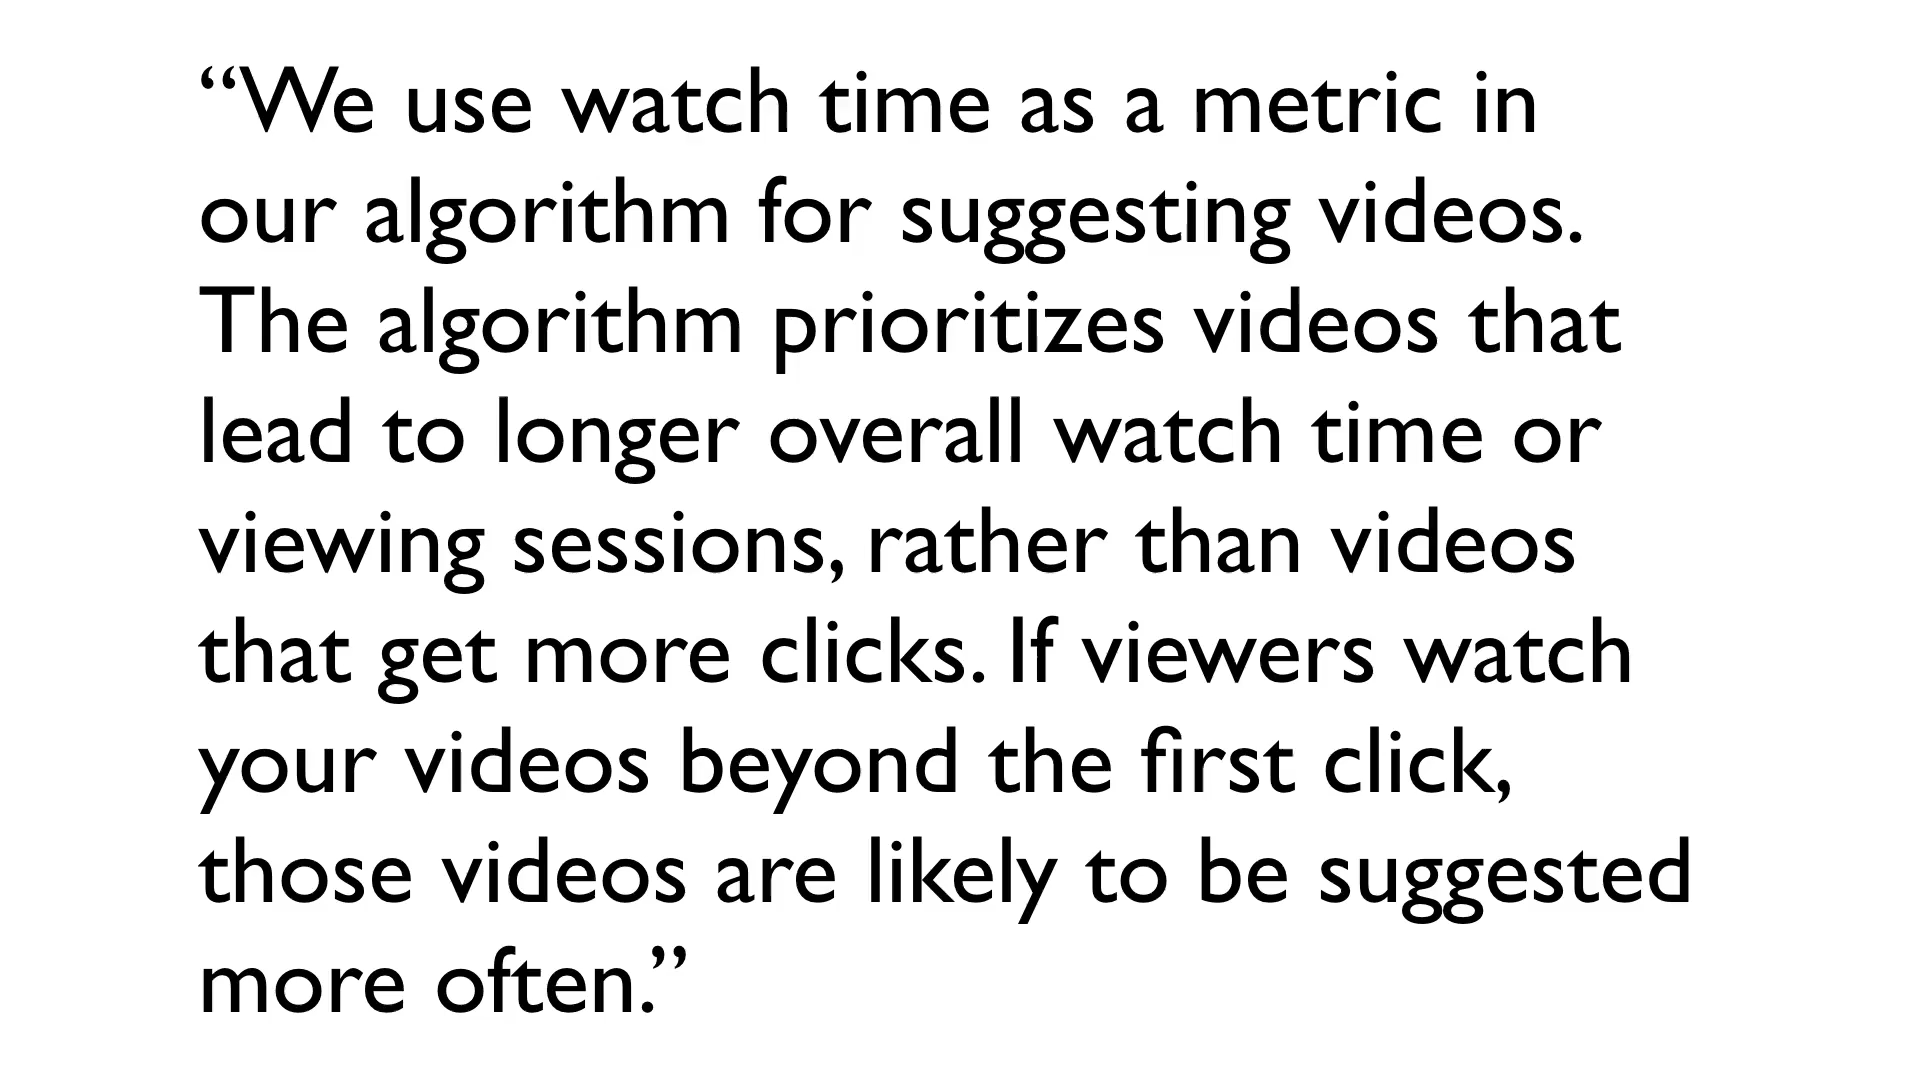 “We use watch time as a metric in
our algorithm for suggesting videos.
The algorithm prioritizes videos that
lead to longer overall watch time or
viewing sessions, rather than videos
that get more clicks. If viewers watch
your videos beyond the first click,
those videos are likely to be suggested
more often.”